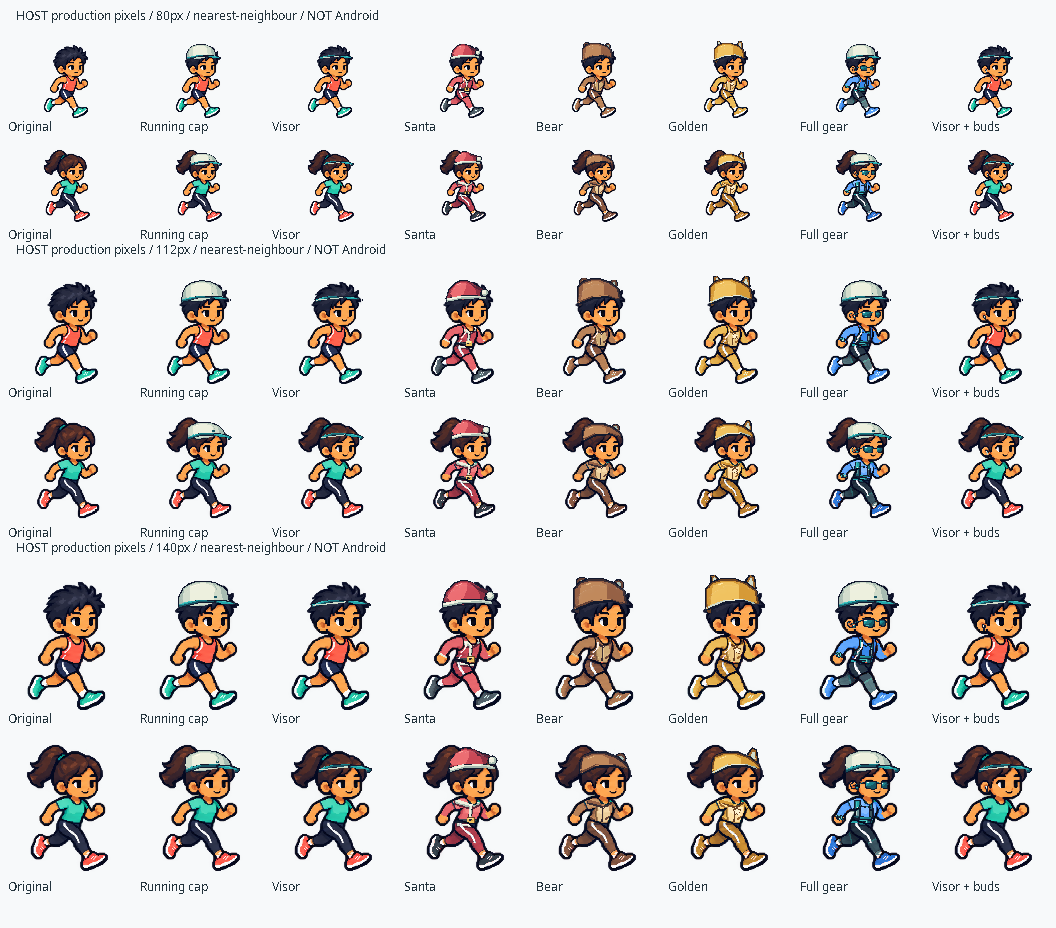 HOST production pixels / 80px / nearest-neighbour / NOT Android
Original Running cap Visor Santa Bear Golden Full gear Visor + buds
Original Running cap Visor Santa Bear Golden Full gear Visor + buds
HOST production pixels / 112px / nearest-neighbour / NOT Android
Original Running cap Visor Santa Bear Golden Full gear Visor + buds
Original Running cap Visor Santa Bear Golden Full gear Visor + buds
HOST production pixels / 140px / nearest-neighbour / NOT Android
Original Running cap Visor Santa Bear Golden Full gear Visor + buds
Original Running cap Visor Santa Bear Golden Full gear Visor + buds